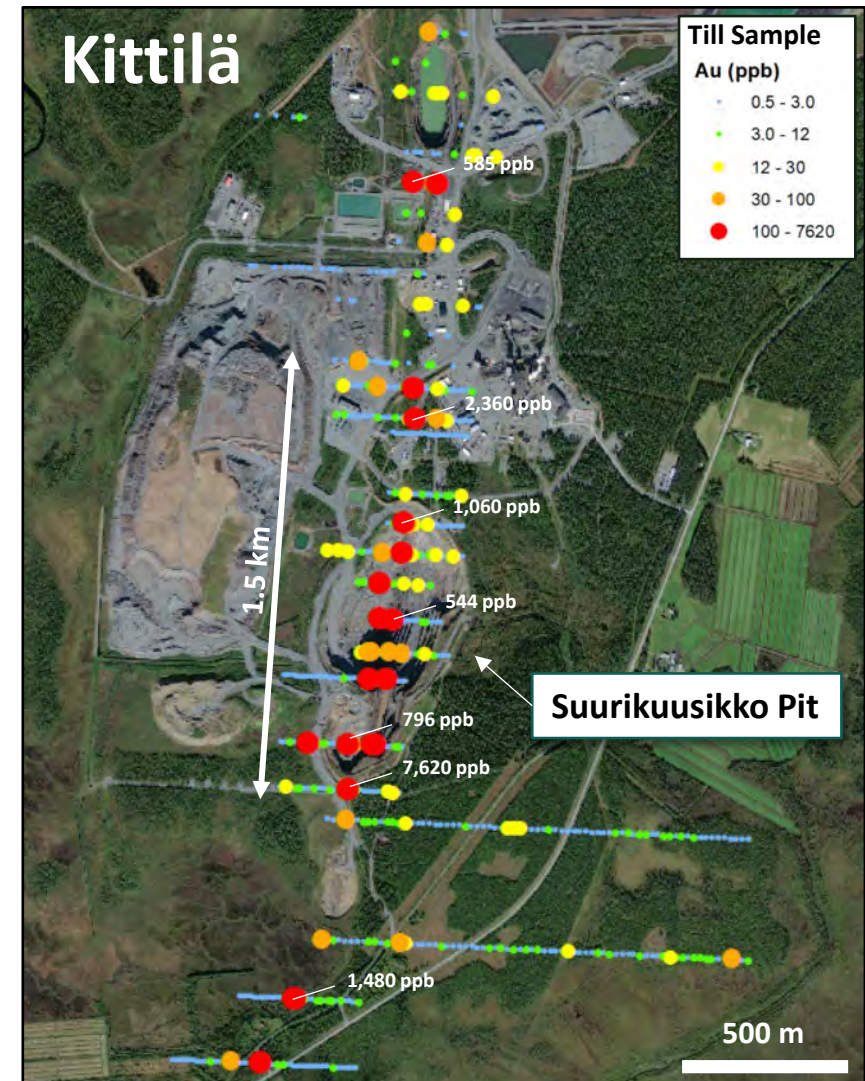 Kittilä
Till Sample
Au (ppb)
0.5 - 3.0
3.0 - 12
12 - 30
30 - 100
100 - 7620
585 ppb
2,360 ppb
1,060 ppb
1.5 km
544 ppb
Suurikuusikko Pit
796 ppb
7,620 ppb
1,480 ppb
500 m